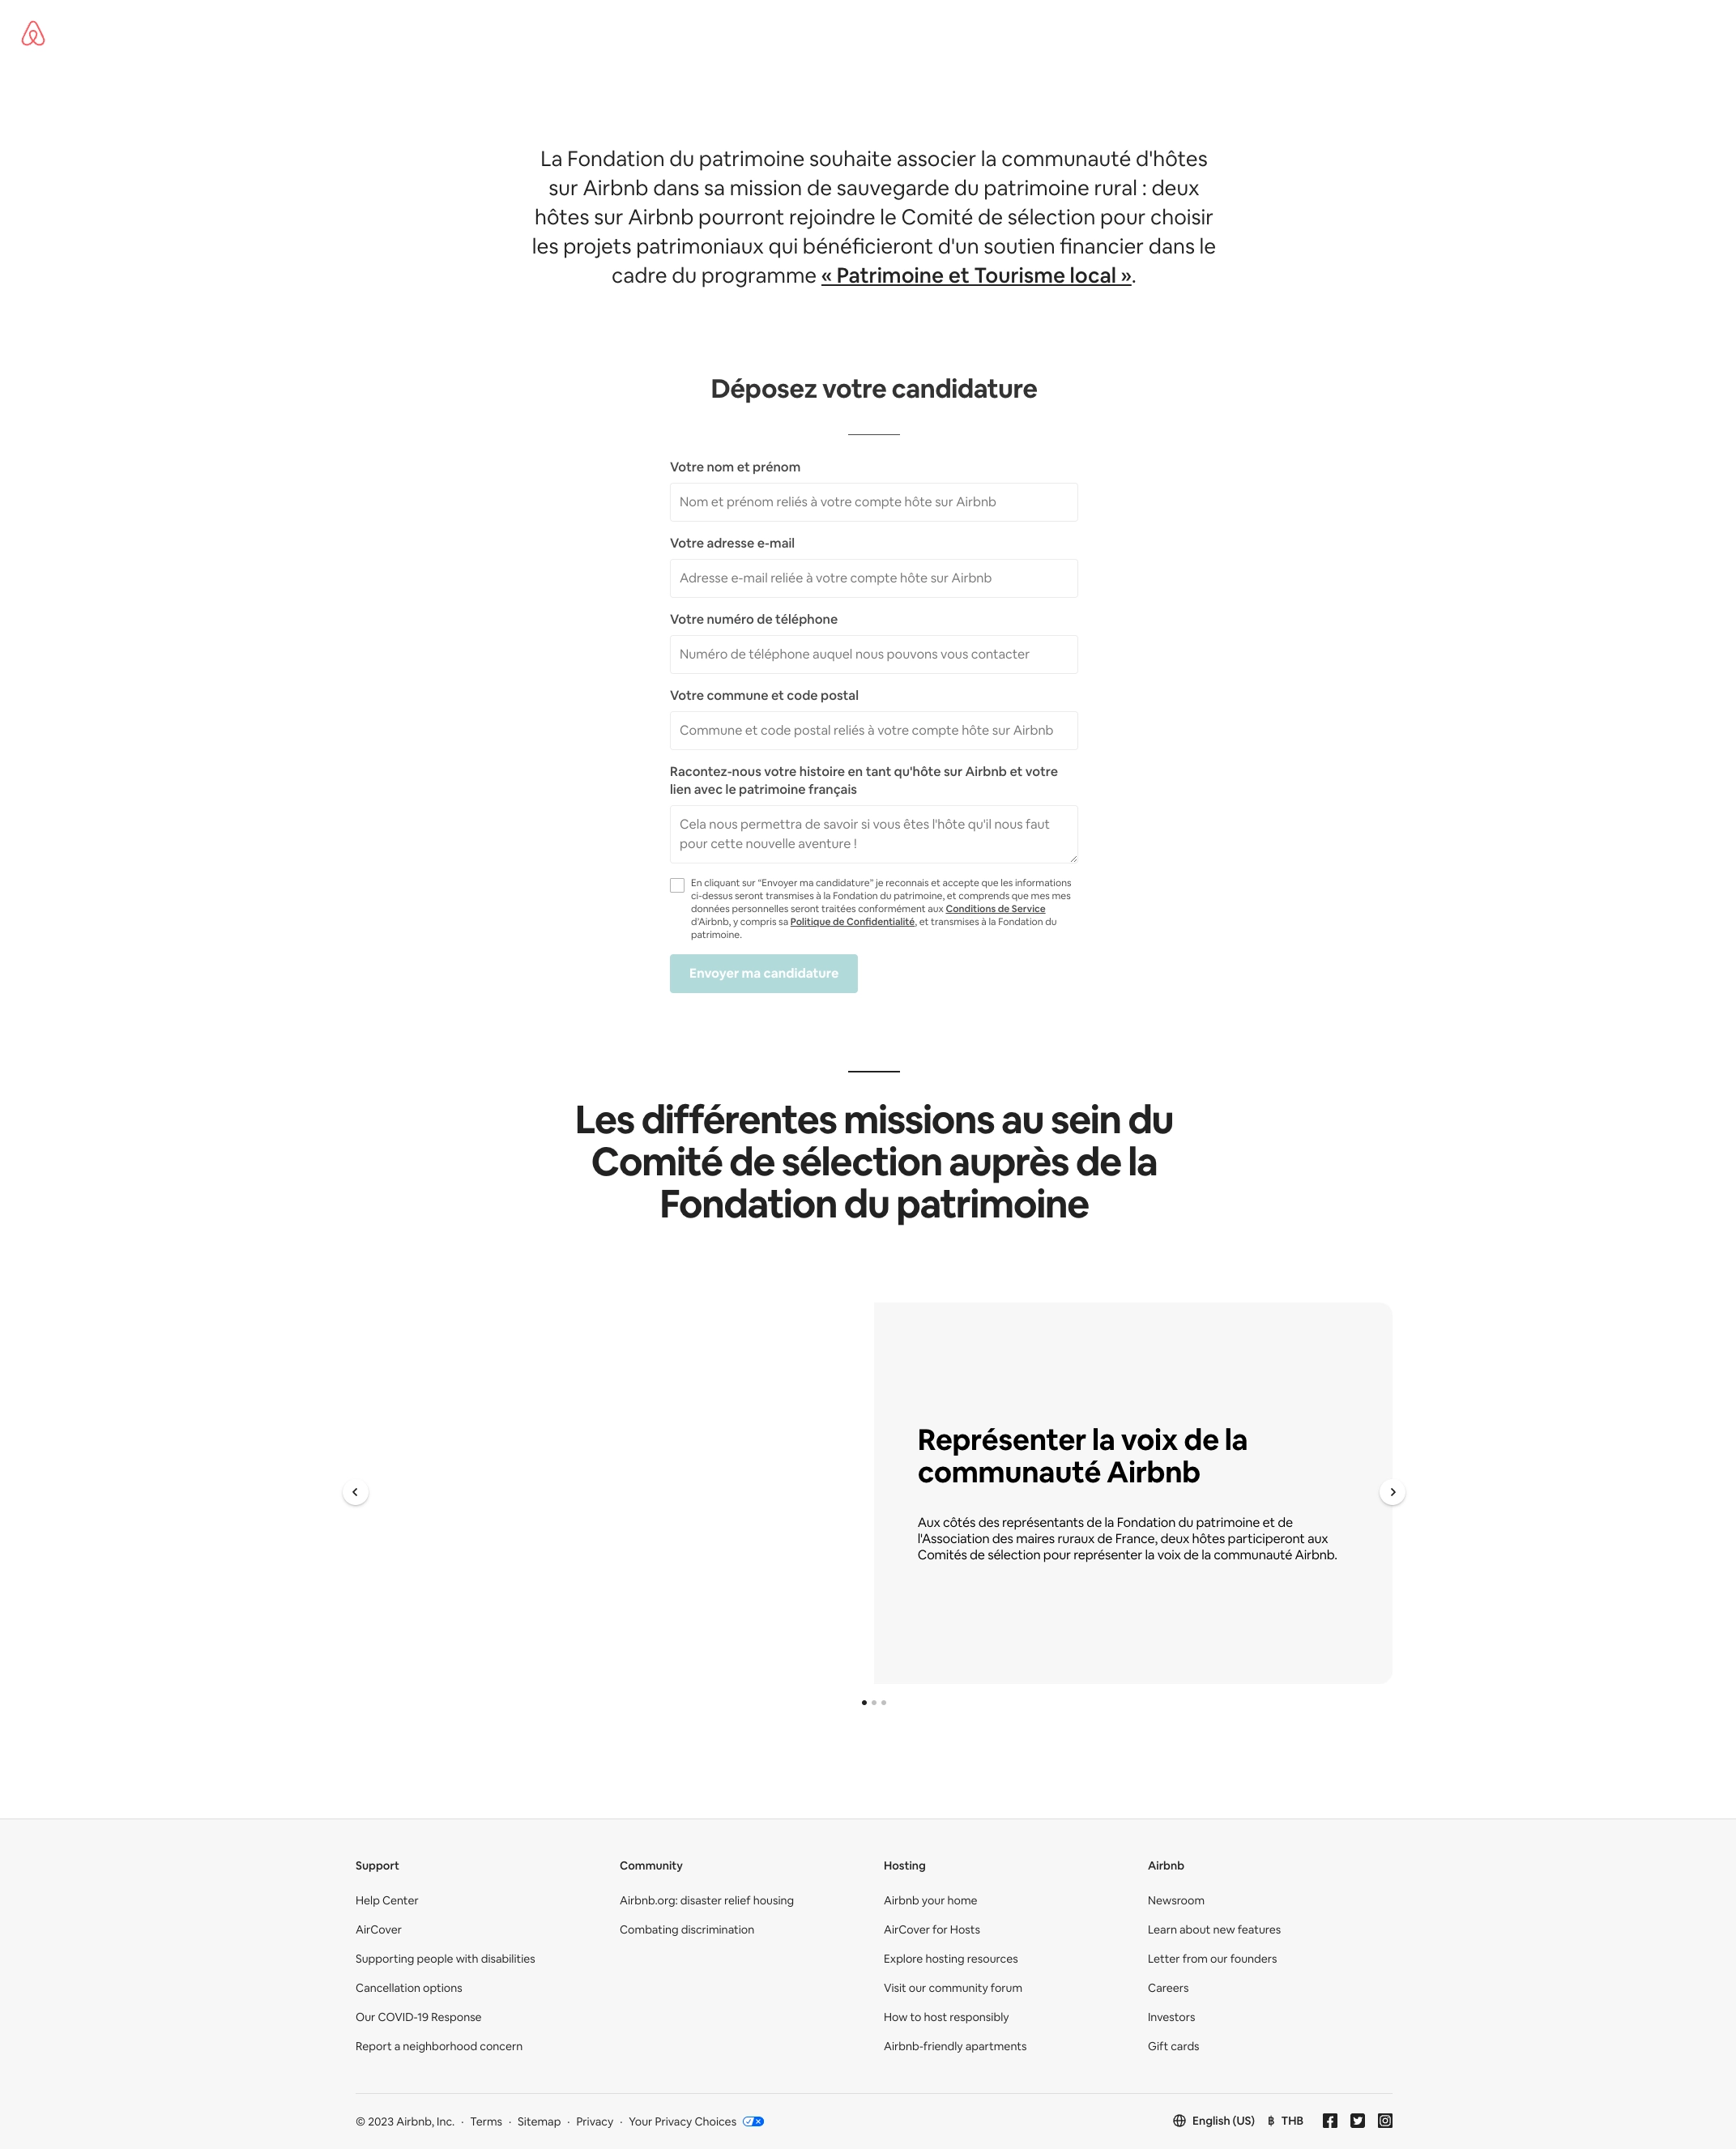 La Fondation du patrimoine souhaite associer la communauté d'hôtes
sur Airbnb dans sa mission de sauvegarde du patrimoine rural : deux
hôtes sur Airbnb pourront rejoindre le Comité de sélection pour choisir
les projets patrimoniaux qui bénéficieront d'un soutien financier dans le
cadre du programme « Patrimoine et Tourisme local ».
Déposez votre candidature
Votre nom et prénom
Nom et prénom reliés à votre compte hôte sur Airbnb
Votre adresse e-mail
Adresse e-mail reliée à votre compte hôte sur Airbnb
Votre numéro de téléphone
Numéro de téléphone auquel nous pouvons vous contacter
Votre commune et code postal
Commune et code postal reliés à votre compte hôte sur Airbnb
Racontez-nous votre histoire en tant qu'hôte sur Airbnb et votre
lien avec le patrimoine français
Cela nous permettra de savoir si vous êtes l'hôte qu'il nous faut
pour cette nouvelle aventure !
En cliquant sur “Envoyer ma candidature” je reconnais et accepte que les informations
ci-dessus seront transmises à la Fondation du patrimoine, et comprends que mes mes
données personnelles seront traitées conformément aux Conditions de Service
d'Airbnb, y compris sa Politique de Confidentialité, et transmises à la Fondation du
patrimoine.
Envoyer ma candidature
Les différentes missions au sein du
Comité de sélection auprès de la
Fondation du patrimoine
Représenter la voix de la
communauté Airbnb
Aux côtés des représentants de la Fondation du patrimoine et de
l'Association des maires ruraux de France, deux hôtes participeront aux
Comités de sélection pour représenter la voix de la communauté Airbnb.
Support
Help Center
AirCover
Supporting people with disabilities
Cancellation options
Our COVID-19 Response
Report a neighborhood concern
Community
Airbnb.org: disaster relief housing
Combating discrimination
Hosting
Airbnb your home
AirCover for Hosts
Explore hosting resources
Visit our community forum
How to host responsibly
Airbnb-friendly apartments
Airbnb
Newsroom
Learn about new features
Letter from our founders
Careers
Investors
Gift cards
© 2023 Airbnb, Inc. · Terms · Sitemap · Privacy · Your Privacy Choices
English (US) ฿ THB